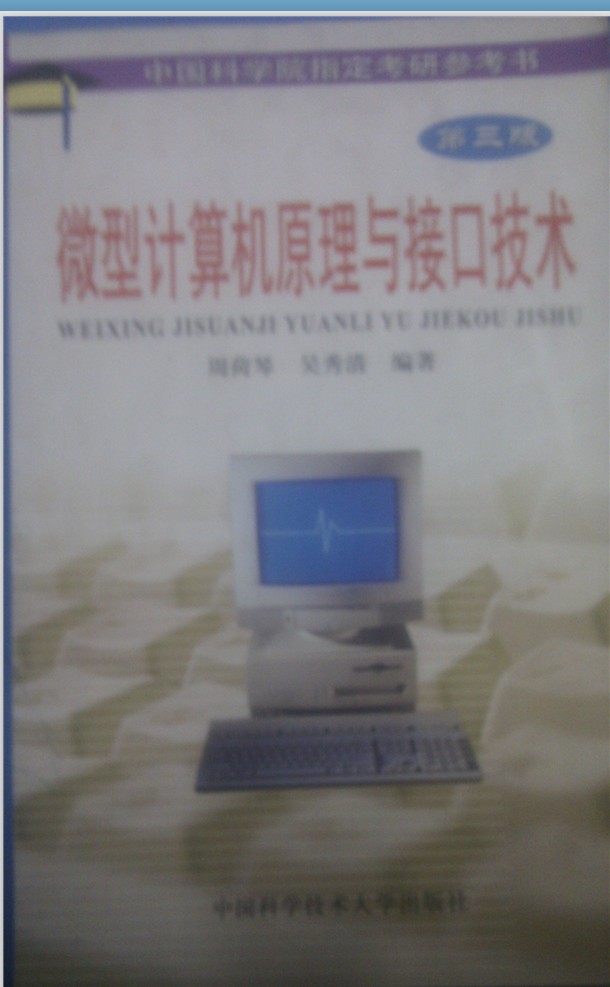 中国科学院指定考研参考书
第三版
微型计算机原理与接口技术
WEIXING JISUANJI YUANLI YU JIEKOU JISHU
周荷琴 吴秀清 编著
中国科学技术大学出版社